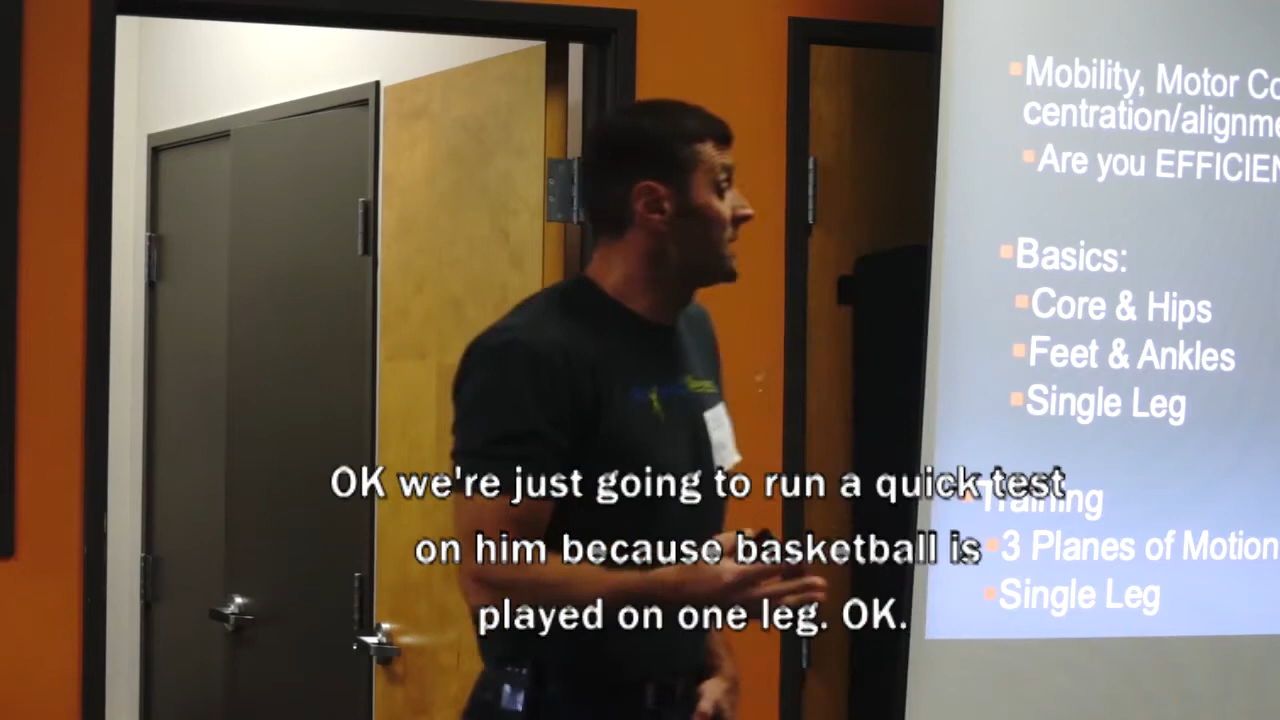 Mobility, Motor Co
centration/alignme
Are you EFFICIEN
Basics:
Core & Hips
Feet & Ankles
Single Leg
Training
3 Planes of Motion
Single Leg
OK we're just going to run a quick test
on him because basketball is
played on one leg. OK.